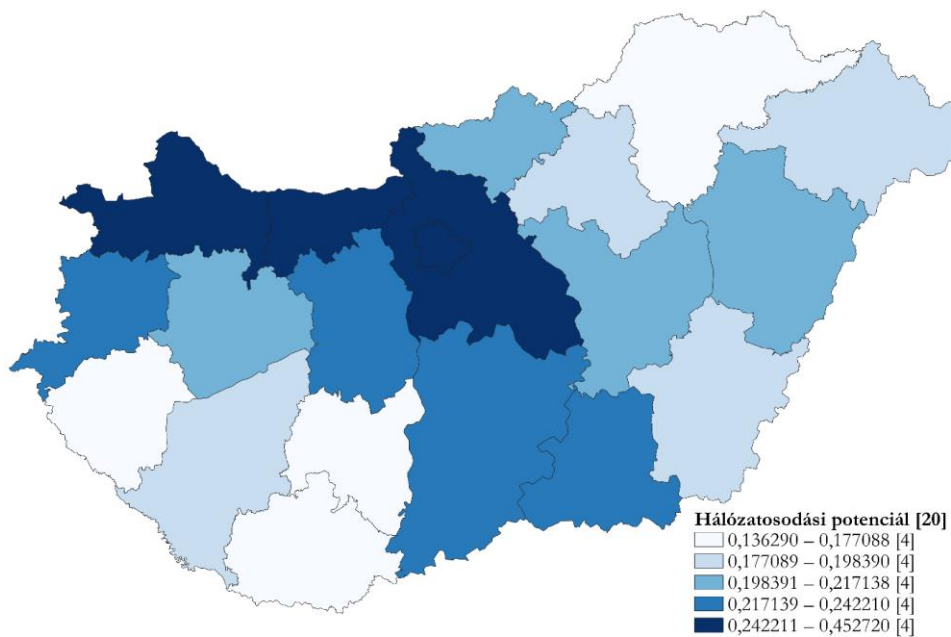 Hálózatosodási potenciál [20]
0,136290 – 0,177088 [4]
0,177089 – 0,198390 [4]
0,198391 – 0,217138 [4]
0,217139 – 0,242210 [4]
0,242211 – 0,452720 [4]